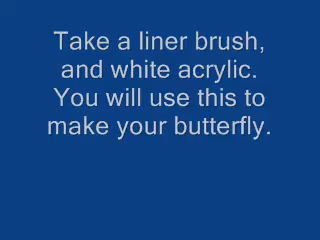 Take a liner brush,
and white acrylic.
You will use this to
make your butterfly.